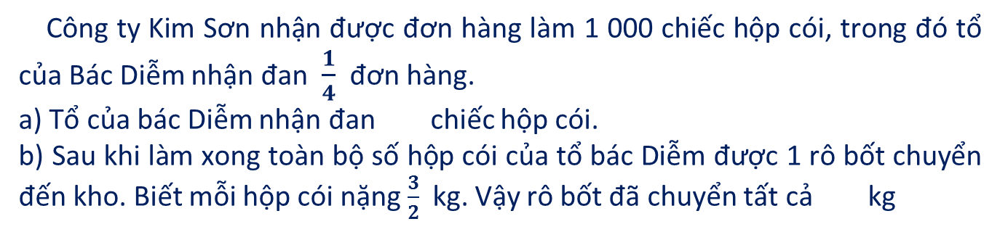 Công ty Kim Sơn nhận được đơn hàng làm 1 000 chiếc hộp cói, trong đó tổ
của Bác Diễm nhận đan 1/4 đơn hàng.
a) Tổ của bác Diễm nhận đan chiếc hộp cói.
b) Sau khi làm xong toàn bộ số hộp cói của tổ bác Diễm được 1 rô bốt chuyển
đến kho. Biết mỗi hộp cói nặng 3/2 kg. Vậy rô bốt đã chuyển tất cả kg